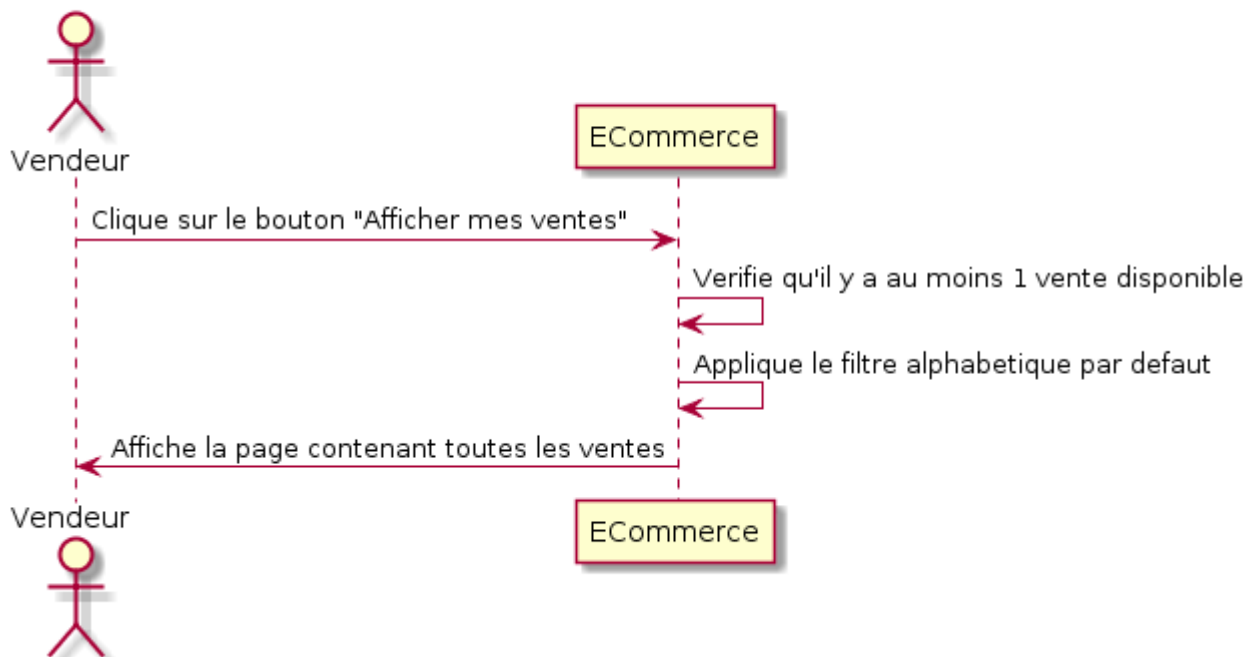 Vendeur
ECommerce
Clique sur le bouton "Afficher mes ventes"
Verifie qu'il y a au moins 1 vente disponible
Applique le filtre alphabetique par defaut
Affiche la page contenant toutes les ventes
Vendeur
ECommerce